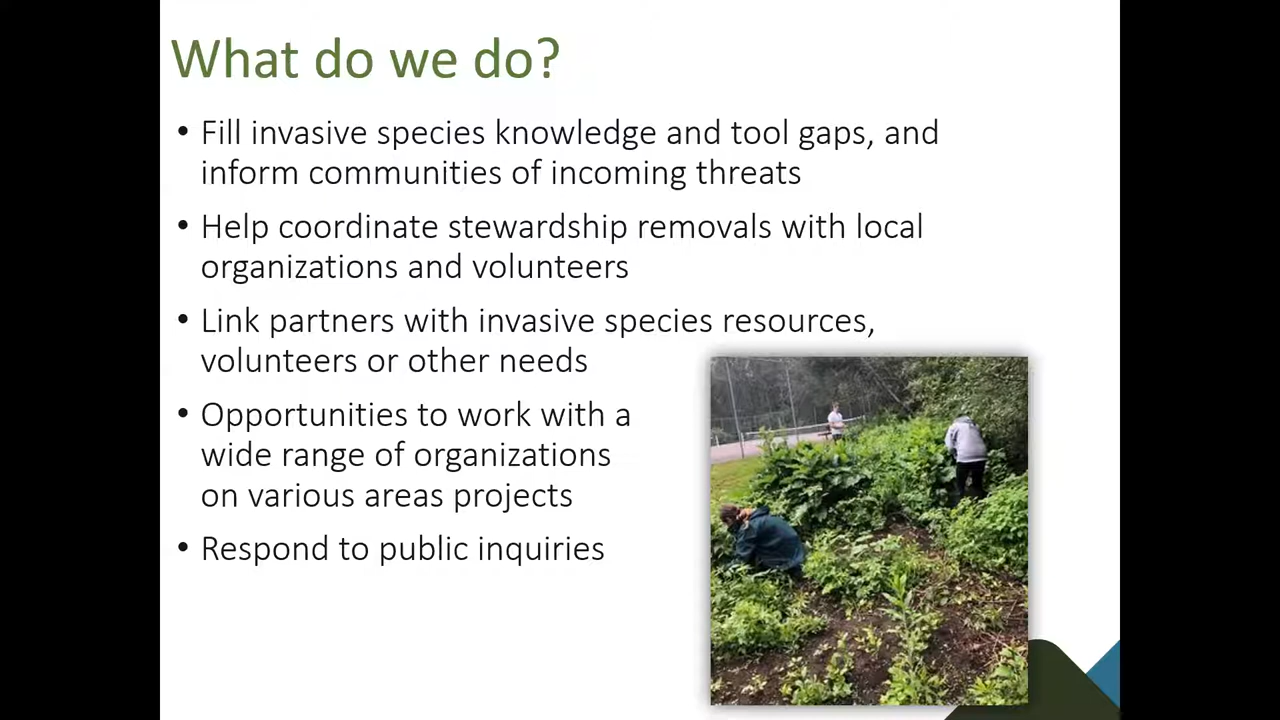 What do we do?
• Fill invasive species knowledge and tool gaps, and
inform communities of incoming threats
• Help coordinate stewardship removals with local
organizations and volunteers
• Link partners with invasive species resources,
volunteers or other needs
• Opportunities to work with a
wide range of organizations
on various areas projects
• Respond to public inquiries